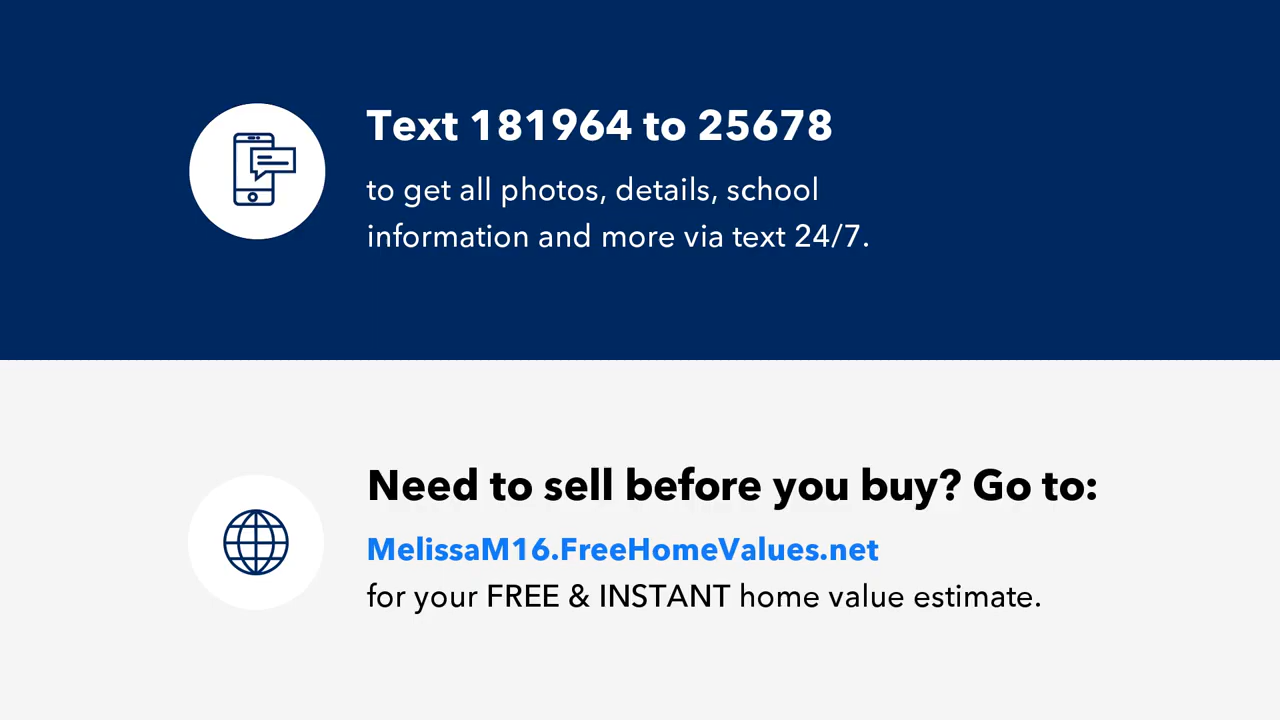 Text 181964 to 25678
to get all photos, details, school
information and more via text 24/7.
Need to sell before you buy? Go to:
MelissaM16.FreeHomeValues.net
for your FREE & INSTANT home value estimate.